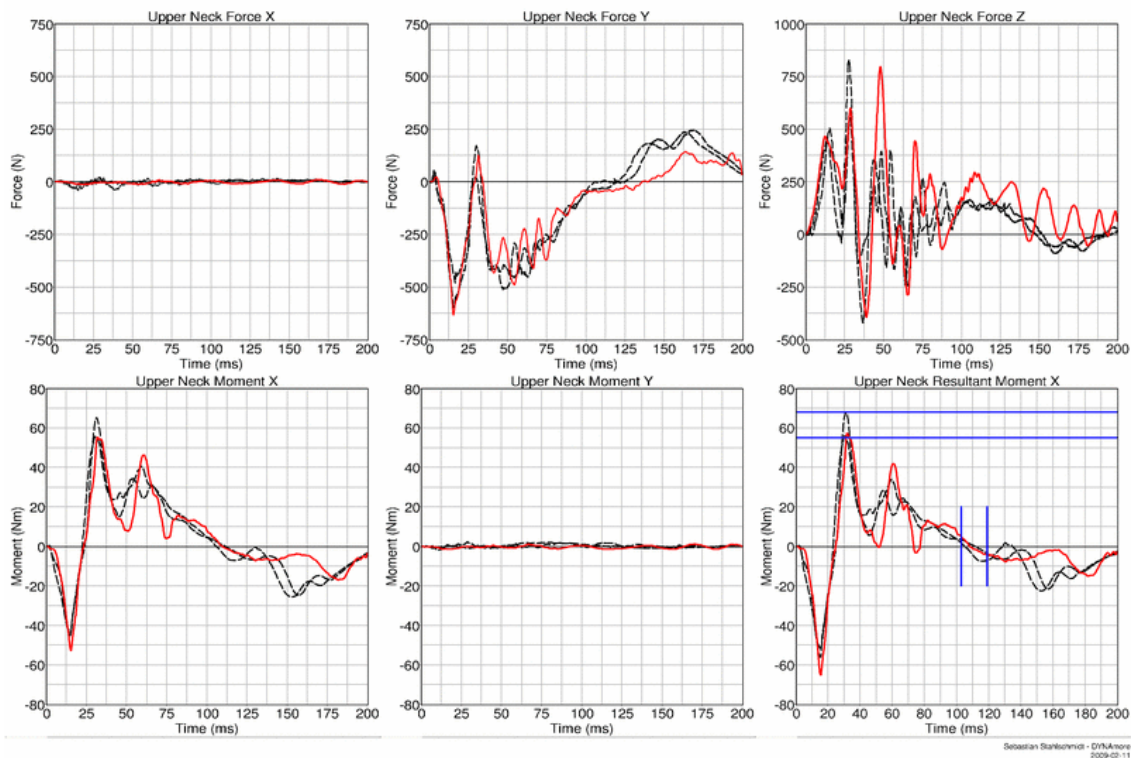 Upper Neck Force X
750
500
250
0
-250
-500
-750
Force (N)
0 25 50 75 100 125 150 175 200
Time (ms)
Upper Neck Force Y
750
500
250
0
-250
-500
-750
Force (N)
0 25 50 75 100 125 150 175 200
Time (ms)
Upper Neck Force Z
1000
750
500
250
0
-250
-500
Force (N)
0 25 50 75 100 125 150 175 200
Time (ms)
Upper Neck Moment X
80
60
40
20
0
-20
-40
-60
-80
Moment (Nm)
0 25 50 75 100 125 150 175 200
Time (ms)
Upper Neck Moment Y
80
60
40
20
0
-20
-40
-60
-80
Moment (Nm)
0 25 50 75 100 125 150 175 200
Time (ms)
Upper Neck Resultant Moment X
80
60
40
20
0
-20
-40
-60
-80
Moment (Nm)
0 20 40 60 80 100 120 140 160 180 200
Time (ms)
Sebastian Stahlschmidt - DYNAmore
2009-02-11